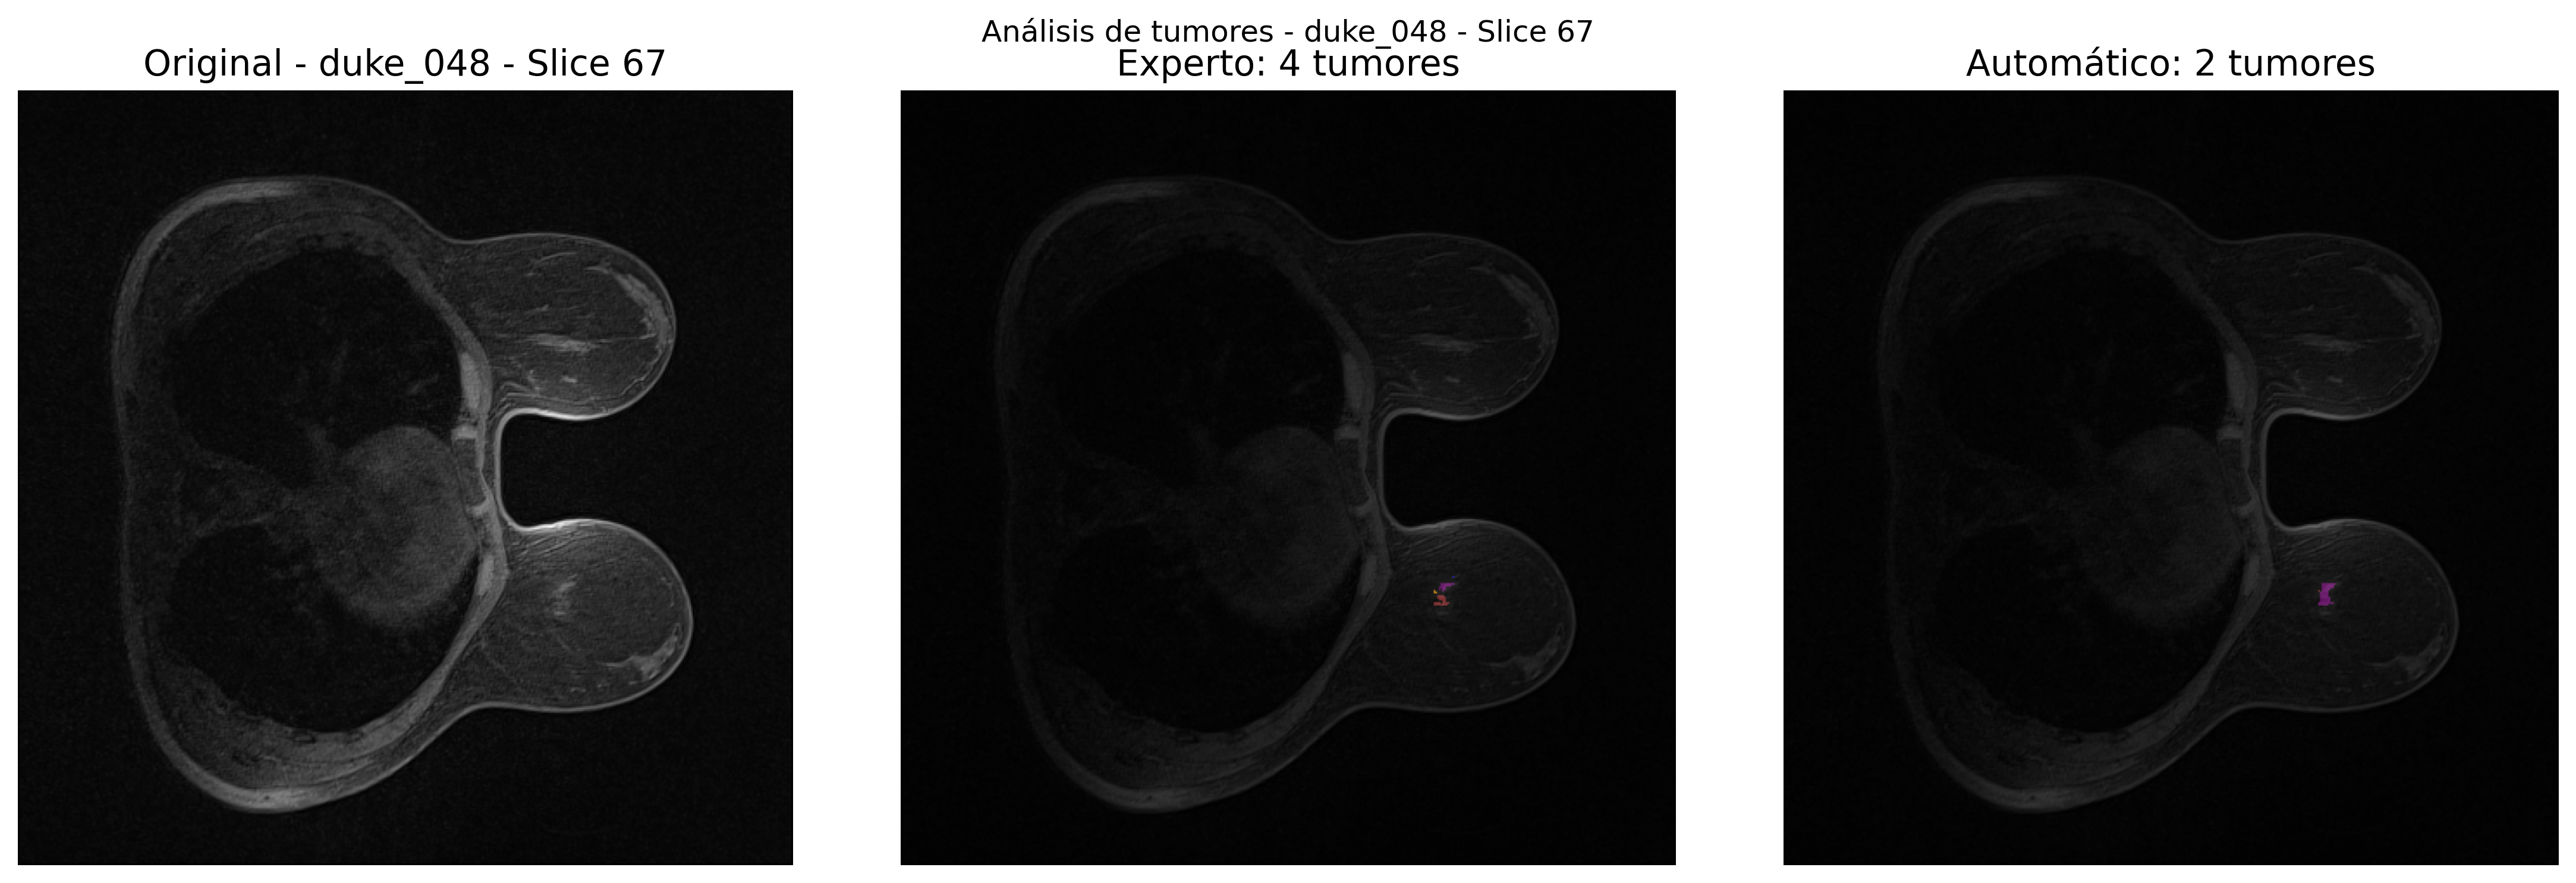 Análisis de tumores - duke_048 - Slice 67
Original - duke_048 - Slice 67
Experto: 4 tumores
Automático: 2 tumores